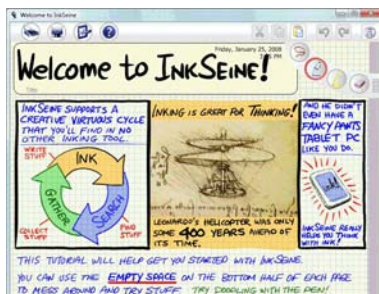 Welcome to InkSeine
Friday, January 25, 2008
PM
Welcome to INKSEINE!
Title
INKSEINE SUPPORTS A
CREATIVE VIRTUOUS CYCLE
THAT YOU'LL FIND IN NO
OTHER INKING TOOL.
WRITE
STUFF
INK
GATHER
SEARCH
COLLECT
STUFF
FIND
STUFF
INKING IS GREAT FOR THINKING!
LEONARDO'S HELICOPTER WAS ONLY
SOME 400 YEARS AHEAD OF
ITS TIME.
AND HE DIDN'T
EVEN HAVE A
FANCY PANTS
TABLET PC
LIKE YOU DO.
INKSEINE REALLY
HELPS YOU THINK
WITH INK!
THIS TUTORIAL WILL HELP GET YOU STARTED WITH INKSEINE.
YOU CAN USE THE EMPTY SPACE ON THE BOTTOM HALF OF EACH PAGE
TO MESS AROUND AND TRY STUFF. TRY DOODLING WITH THE PEN!